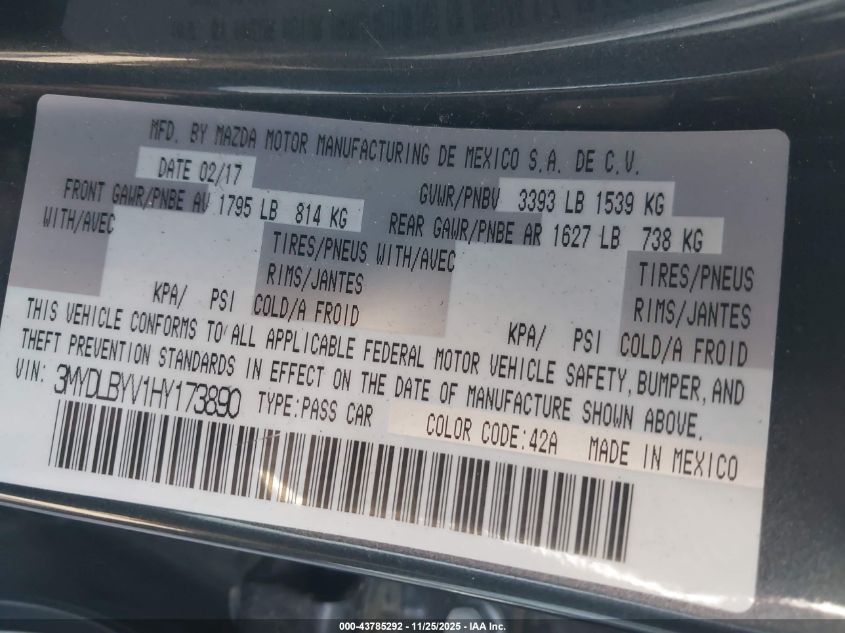 MFD. BY MAZDA MOTOR MANUFACTURING DE MEXICO S.A. DE C.V.
DATE 02/17 GVWR/PNBV 3393 LB 1539 KG
FRONT GAWR/PNBE AV 1795 LB 814 KG REAR GAWR/PNBE AR 1627 LB 738 KG
WITH/AVEC TIRES/PNEUS WITH/AVEC TIRES/PNEUS
RIMS/JANTES RIMS/JANTES
KPA/ PSI COLD/A FROID KPA/ PSI COLD/A FROID
THIS VEHICLE CONFORMS TO ALL APPLICABLE FEDERAL MOTOR VEHICLE SAFETY, BUMPER, AND
THEFT PREVENTION STANDARDS IN EFFECT ON THE DATE OF MANUFACTURE SHOWN ABOVE.
VIN: 3MYDLBYV1HY173890 TYPE:PASS CAR COLOR CODE:42A MADE IN MEXICO
000-43785292 - 11/25/2025 - IAA Inc.